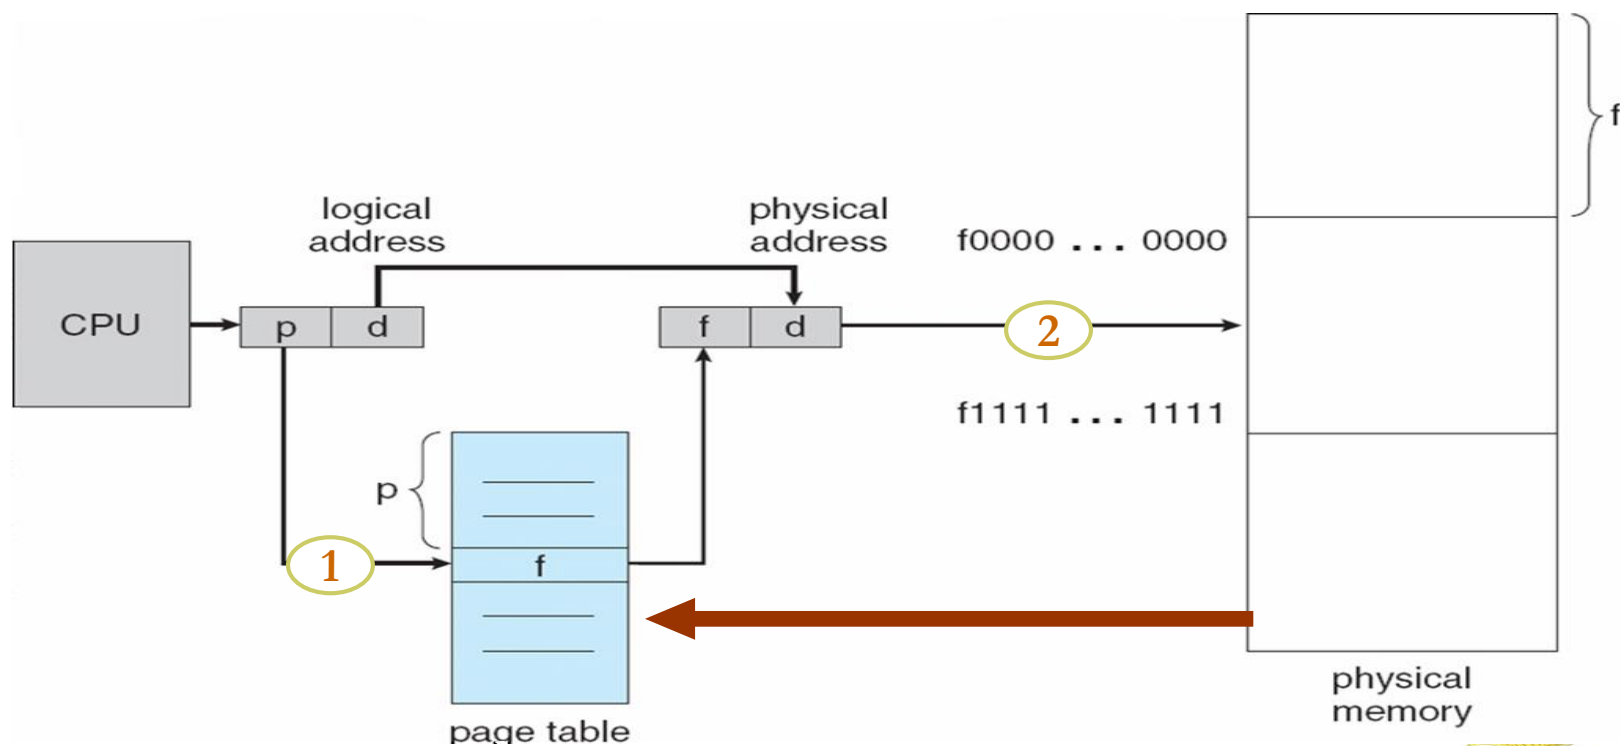 f
logical
address
physical
address
f0000 ... 0000
CPU
p
d
f
d
2
f1111 ... 1111
p
1
f
physical
memory
page table